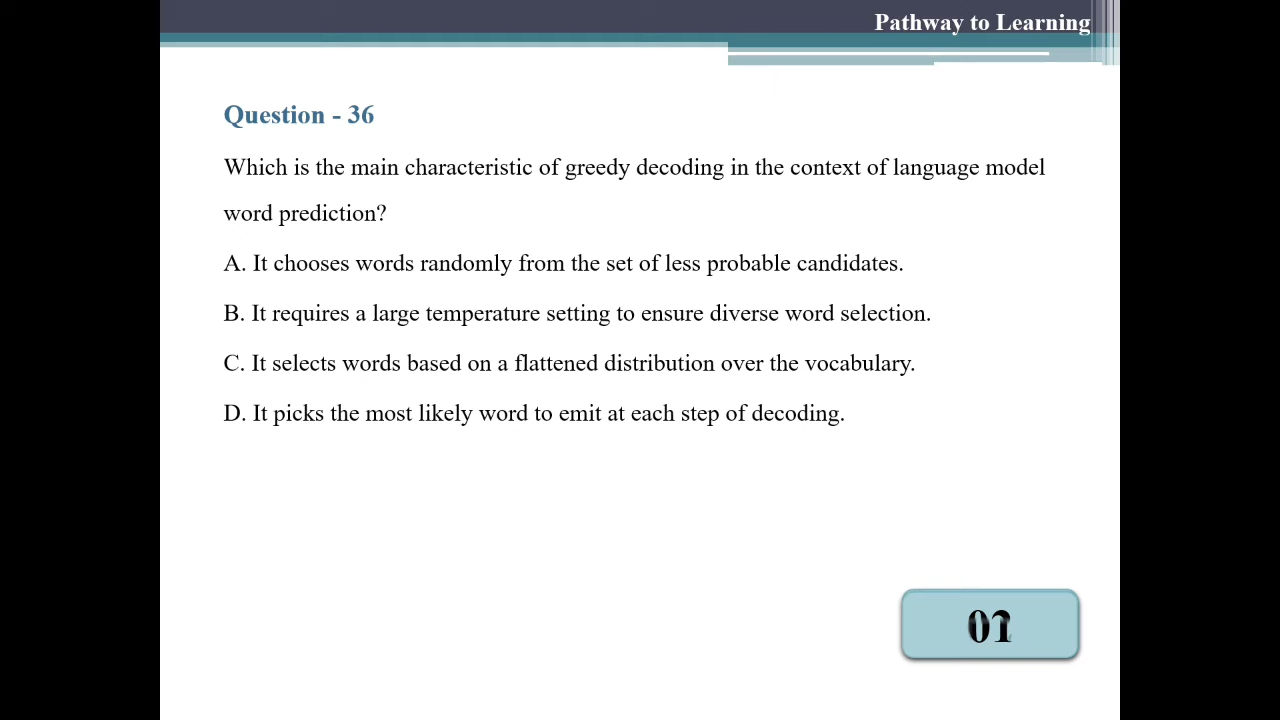 Pathway to Learning
Question - 36
Which is the main characteristic of greedy decoding in the context of language model
word prediction?
A. It chooses words randomly from the set of less probable candidates.
B. It requires a large temperature setting to ensure diverse word selection.
C. It selects words based on a flattened distribution over the vocabulary.
D. It picks the most likely word to emit at each step of decoding.